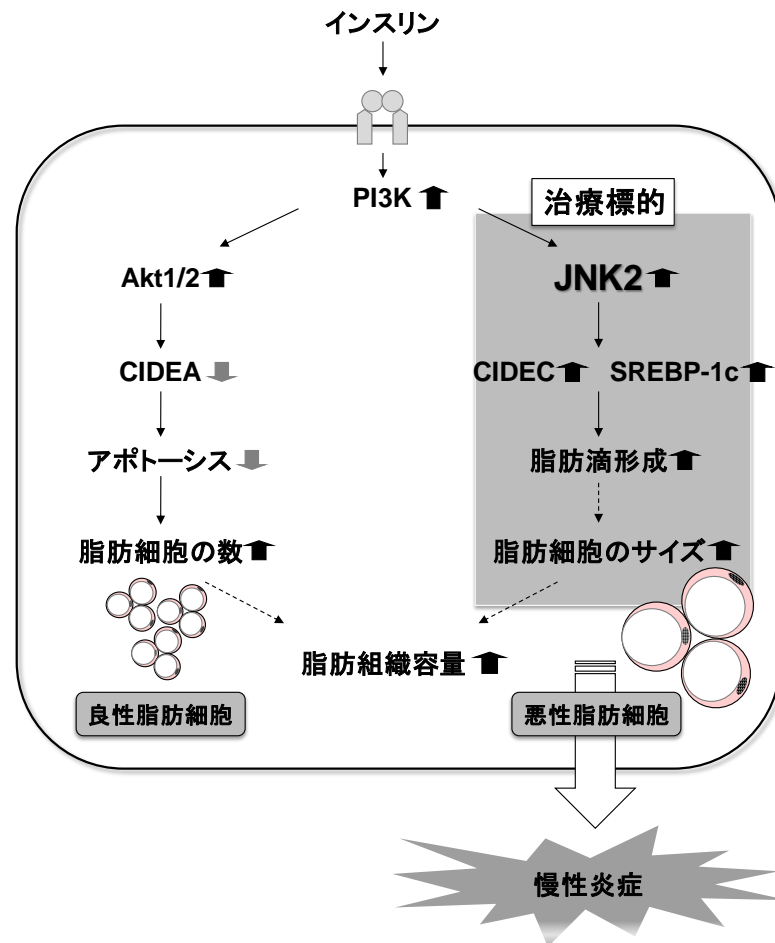 インスリン
PI3K
治療標的
Akt1/2
JNK2
CIDEA
CIDEC
SREBP-1c
アポトーシス
脂肪滴形成
脂肪細胞の数
脂肪細胞のサイズ
脂肪組織容量
良性脂肪細胞
悪性脂肪細胞
慢性炎症